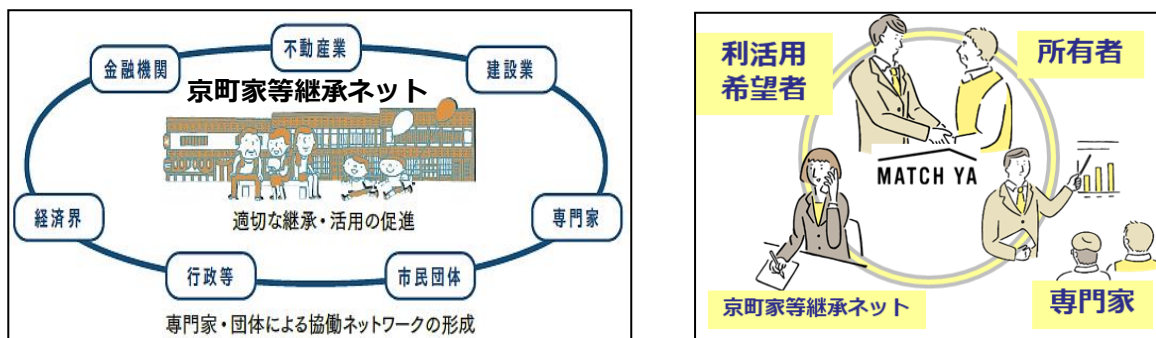 不動産業
金融機関
建設業
京町家等継承ネット
経済界
適切な継承・活用の促進
専門家
行政等
市民団体
専門家・団体による協働ネットワークの形成
利活用
希望者
所有者
MATCH YA
京町家等継承ネット
専門家